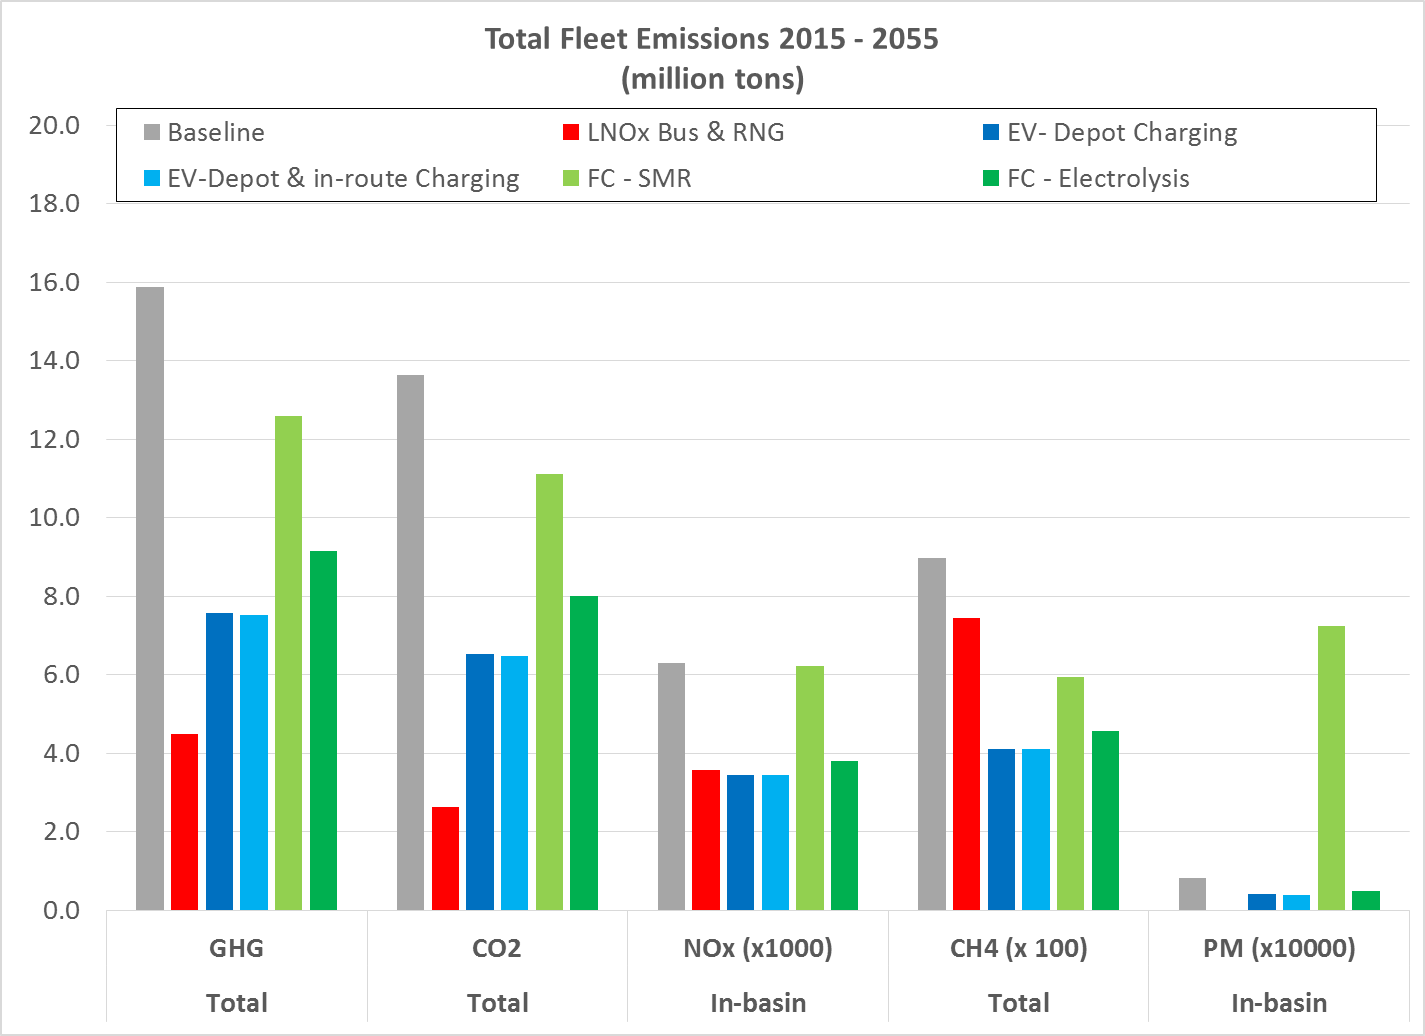 Total Fleet Emissions 2015 - 2055
(million tons)
Baseline LNOx Bus & RNG EV- Depot Charging
EV-Depot & in-route Charging FC - SMR FC - Electrolysis
20.0
18.0
16.0
14.0
12.0
10.0
8.0
6.0
4.0
2.0
0.0
GHG CO2 NOx (x1000) CH4 (x 100) PM (x10000)
Total Total In-basin Total In-basin